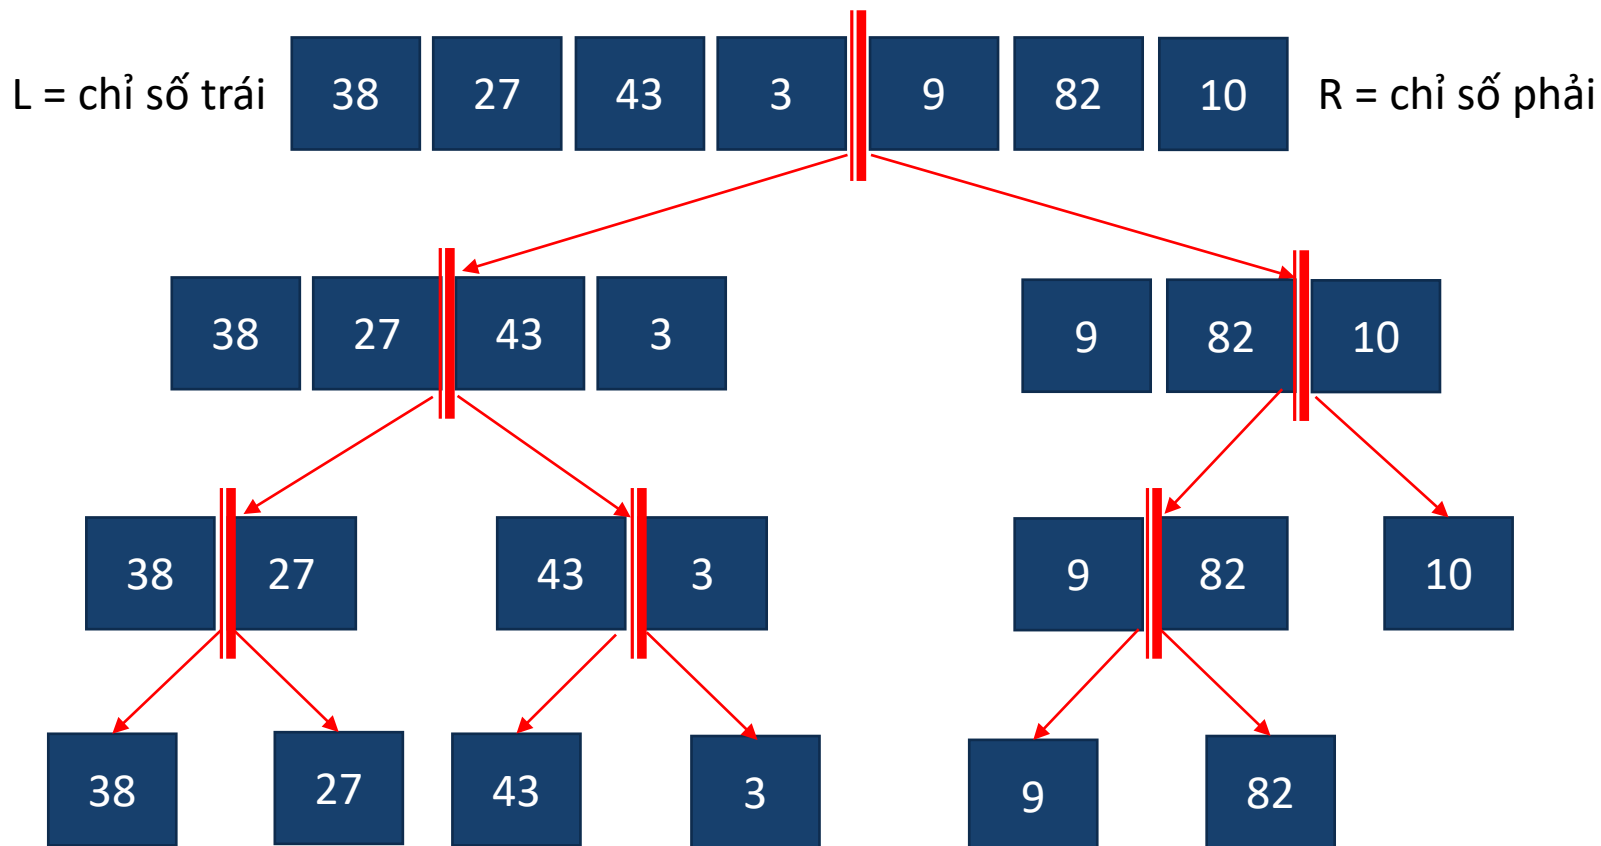 L = chỉ số trái 38 27 43 3 9 82 10 R = chỉ số phải
38 27 43 3 9 82 10
38 27 43 3 9 82 10
38 27 43 3 9 82